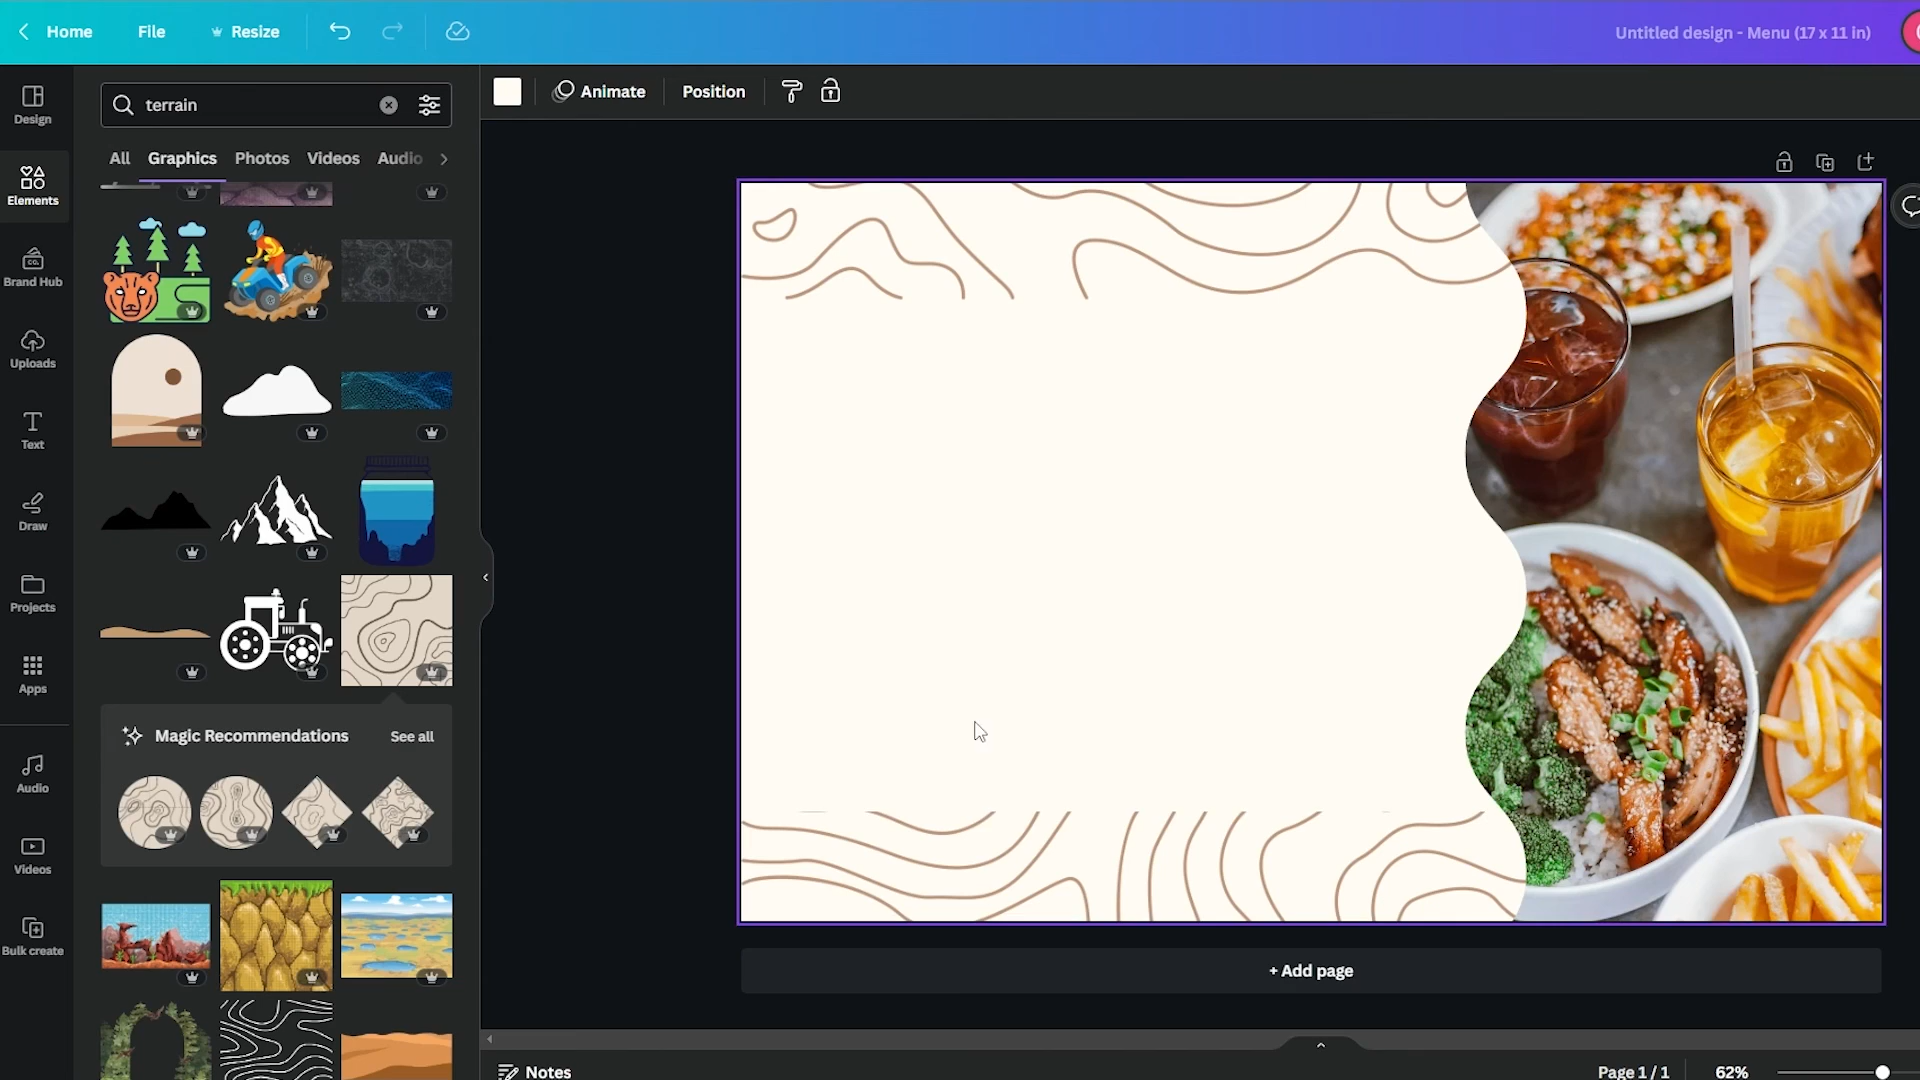 Home
File
Resize
Untitled design - Menu (17 x 11 in)
Design
Elements
Brand Hub
Uploads
Text
Draw
Projects
Apps
Audio
Videos
Bulk create
terrain
All
Graphics
Photos
Videos
Audio
Magic Recommendations
See all
Animate
Position
+ Add page
Notes
Page 1 / 1
62%